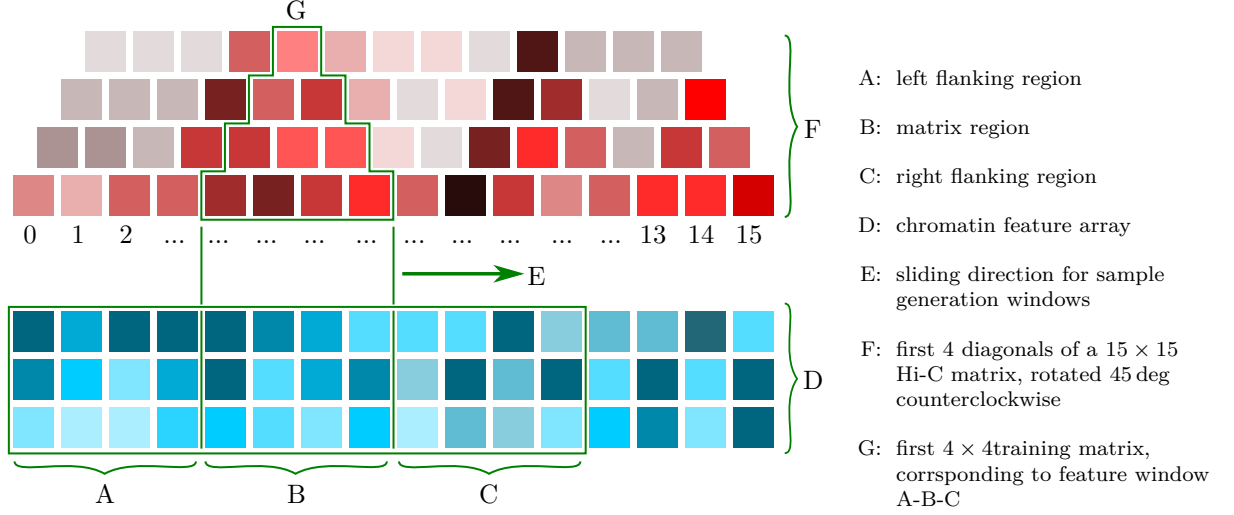 G
F
0 1 2 ... ... ... ... ... ... ... ... ... ... 13 14 15
E
D
A B C
A: left flanking region
B: matrix region
C: right flanking region
D: chromatin feature array
E: sliding direction for sample
generation windows
F: first 4 diagonals of a 15 × 15
Hi-C matrix, rotated 45 deg
counterclockwise
G: first 4 × 4training matrix,
corrsponding to feature window
A-B-C